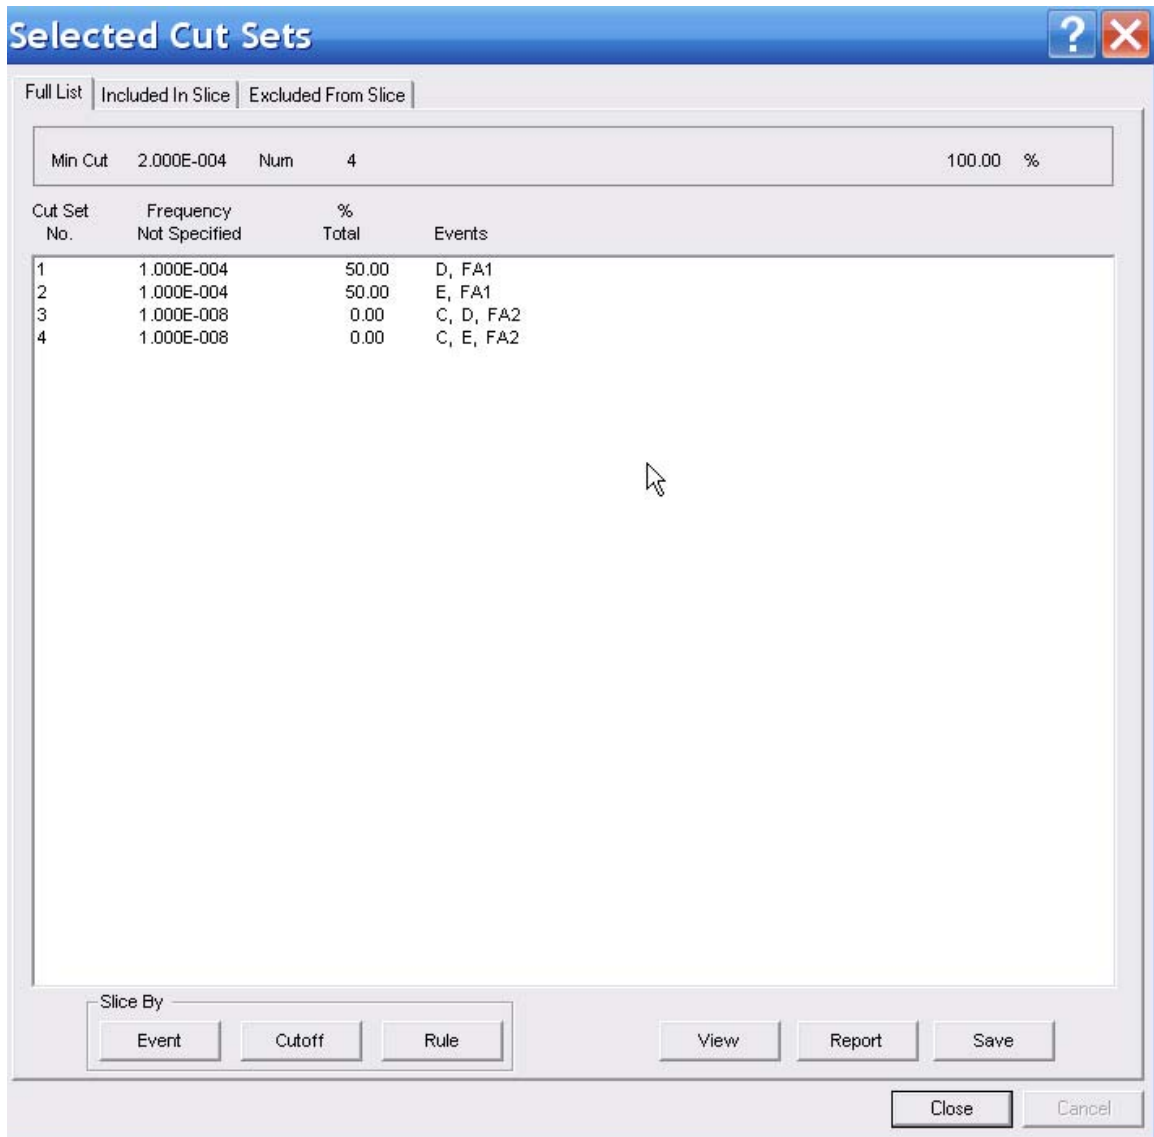 Selected Cut Sets
Full List Included In Slice Excluded From Slice
Min Cut 2.000E-004 Num 4 100.00 %
Cut Set Frequency %
No. Not Specified Total Events
1 1.000E-004 50.00 D, FA1
2 1.000E-004 50.00 E, FA1
3 1.000E-008 0.00 C, D, FA2
4 1.000E-008 0.00 C, E, FA2
Slice By
Event Cutoff Rule View Report Save
Close Cancel